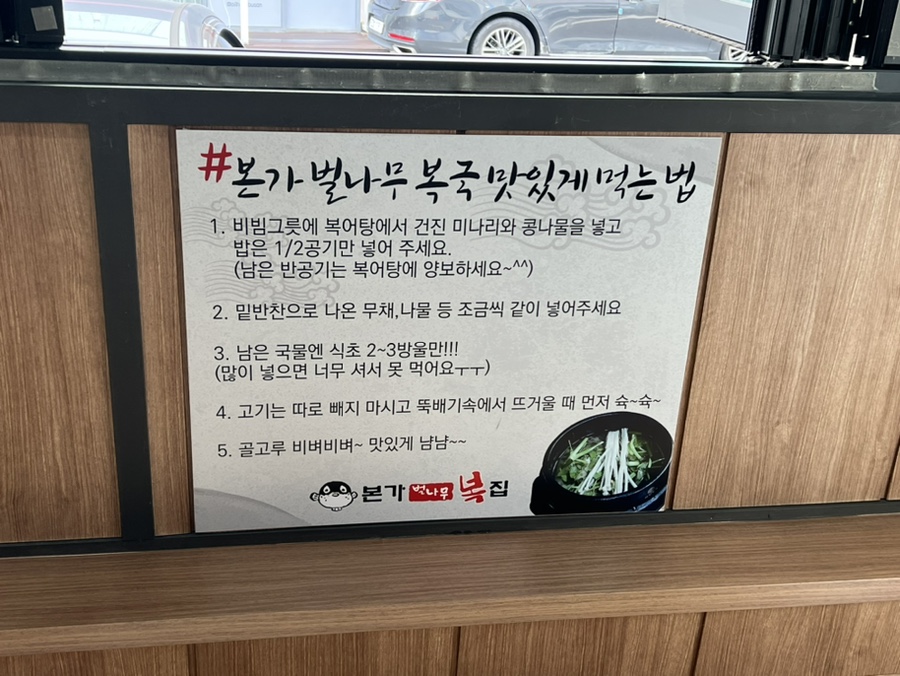 #본가 벌나무 복국 맛있게 먹는 법
1. 비빔그릇에 복어탕에서 건진 미나리와 콩나물을 넣고
밥은 1/2공기만 넣어 주세요.
(남은 반공기는 복어탕에 양보하세요~^^)
2. 밑반찬으로 나온 무채,나물 등 조금씩 같이 넣어주세요
3. 남은 국물엔 식초 2~3방울만!!!
(많이 넣으면 너무 셔서 못 먹어요ㅜㅜ)
4. 고기는 따로 빼지 마시고 뚝배기속에서 뜨거울 때 먼저 슉~슉~
5. 골고루 비벼비벼~ 맛있게 냠냠~~
본가 벌나무 복집